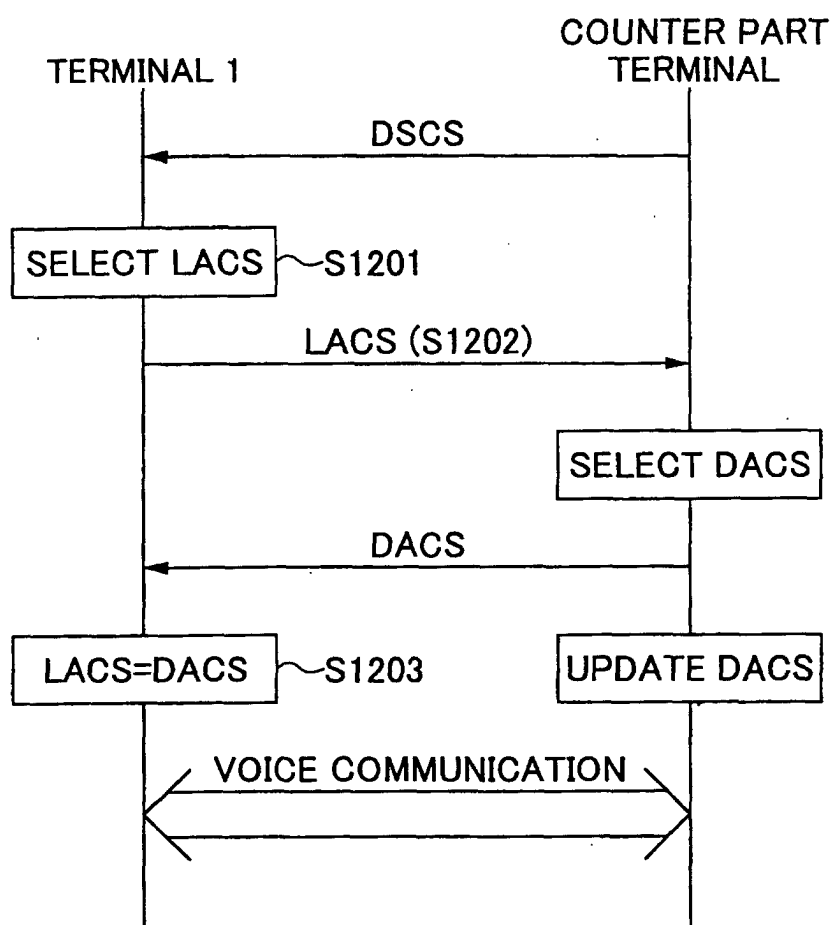 TERMINAL 1
COUNTER PART
TERMINAL
DSCS
SELECT LACS
S1201
LACS (S1202)
SELECT DACS
DACS
LACS=DACS
S1203
UPDATE DACS
VOICE COMMUNICATION